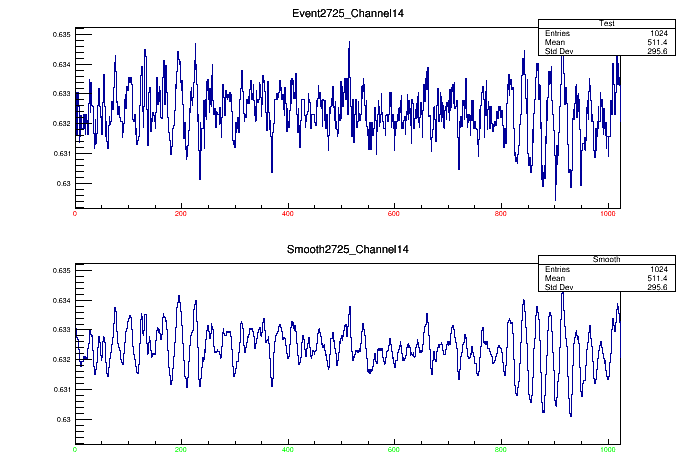 Event2725_Channel14
Test
Entries 1024
Mean 511.4
Std Dev 295.6
0.635
0.634
0.633
0.632
0.631
0.63
0 200 400 600 800 1000
Smooth2725_Channel14
Smooth
Entries 1024
Mean 511.4
Std Dev 295.6
0.635
0.634
0.633
0.632
0.631
0.63
0 200 400 600 800 1000